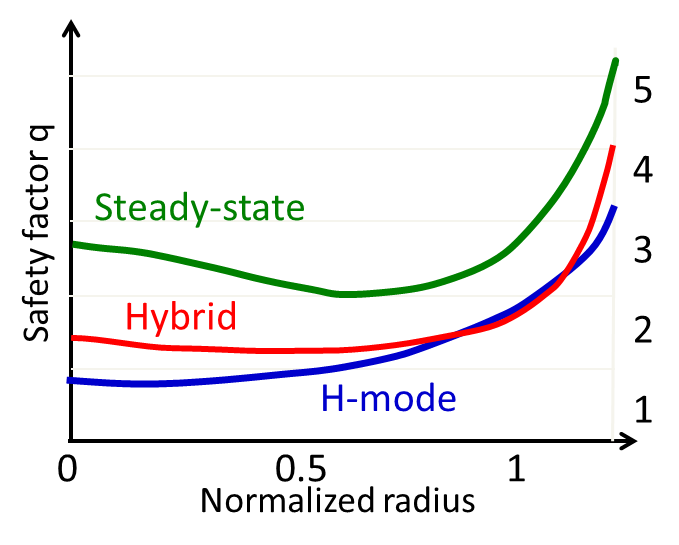 Safety factor q
Steady-state
Hybrid
H-mode
5
4
3
2
1
0 0.5 1
Normalized radius